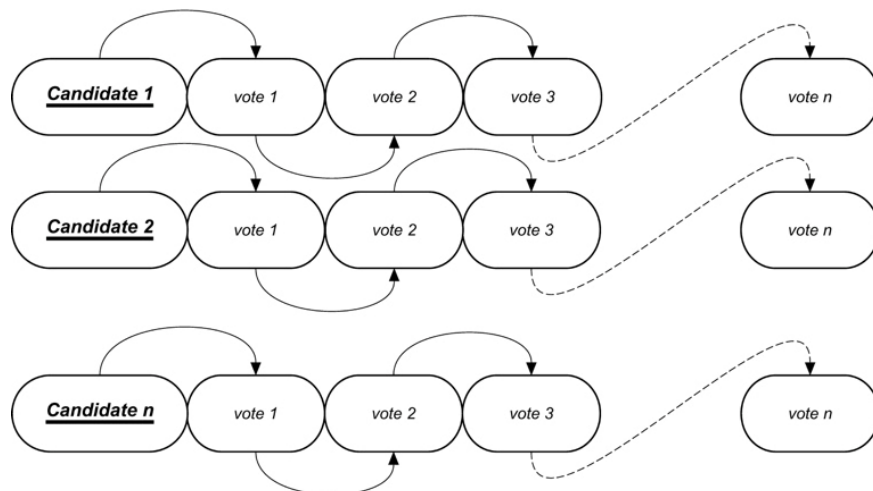 Candidate 1 vote 1 vote 2 vote 3 vote n
Candidate 2 vote 1 vote 2 vote 3 vote n
Candidate n vote 1 vote 2 vote 3 vote n